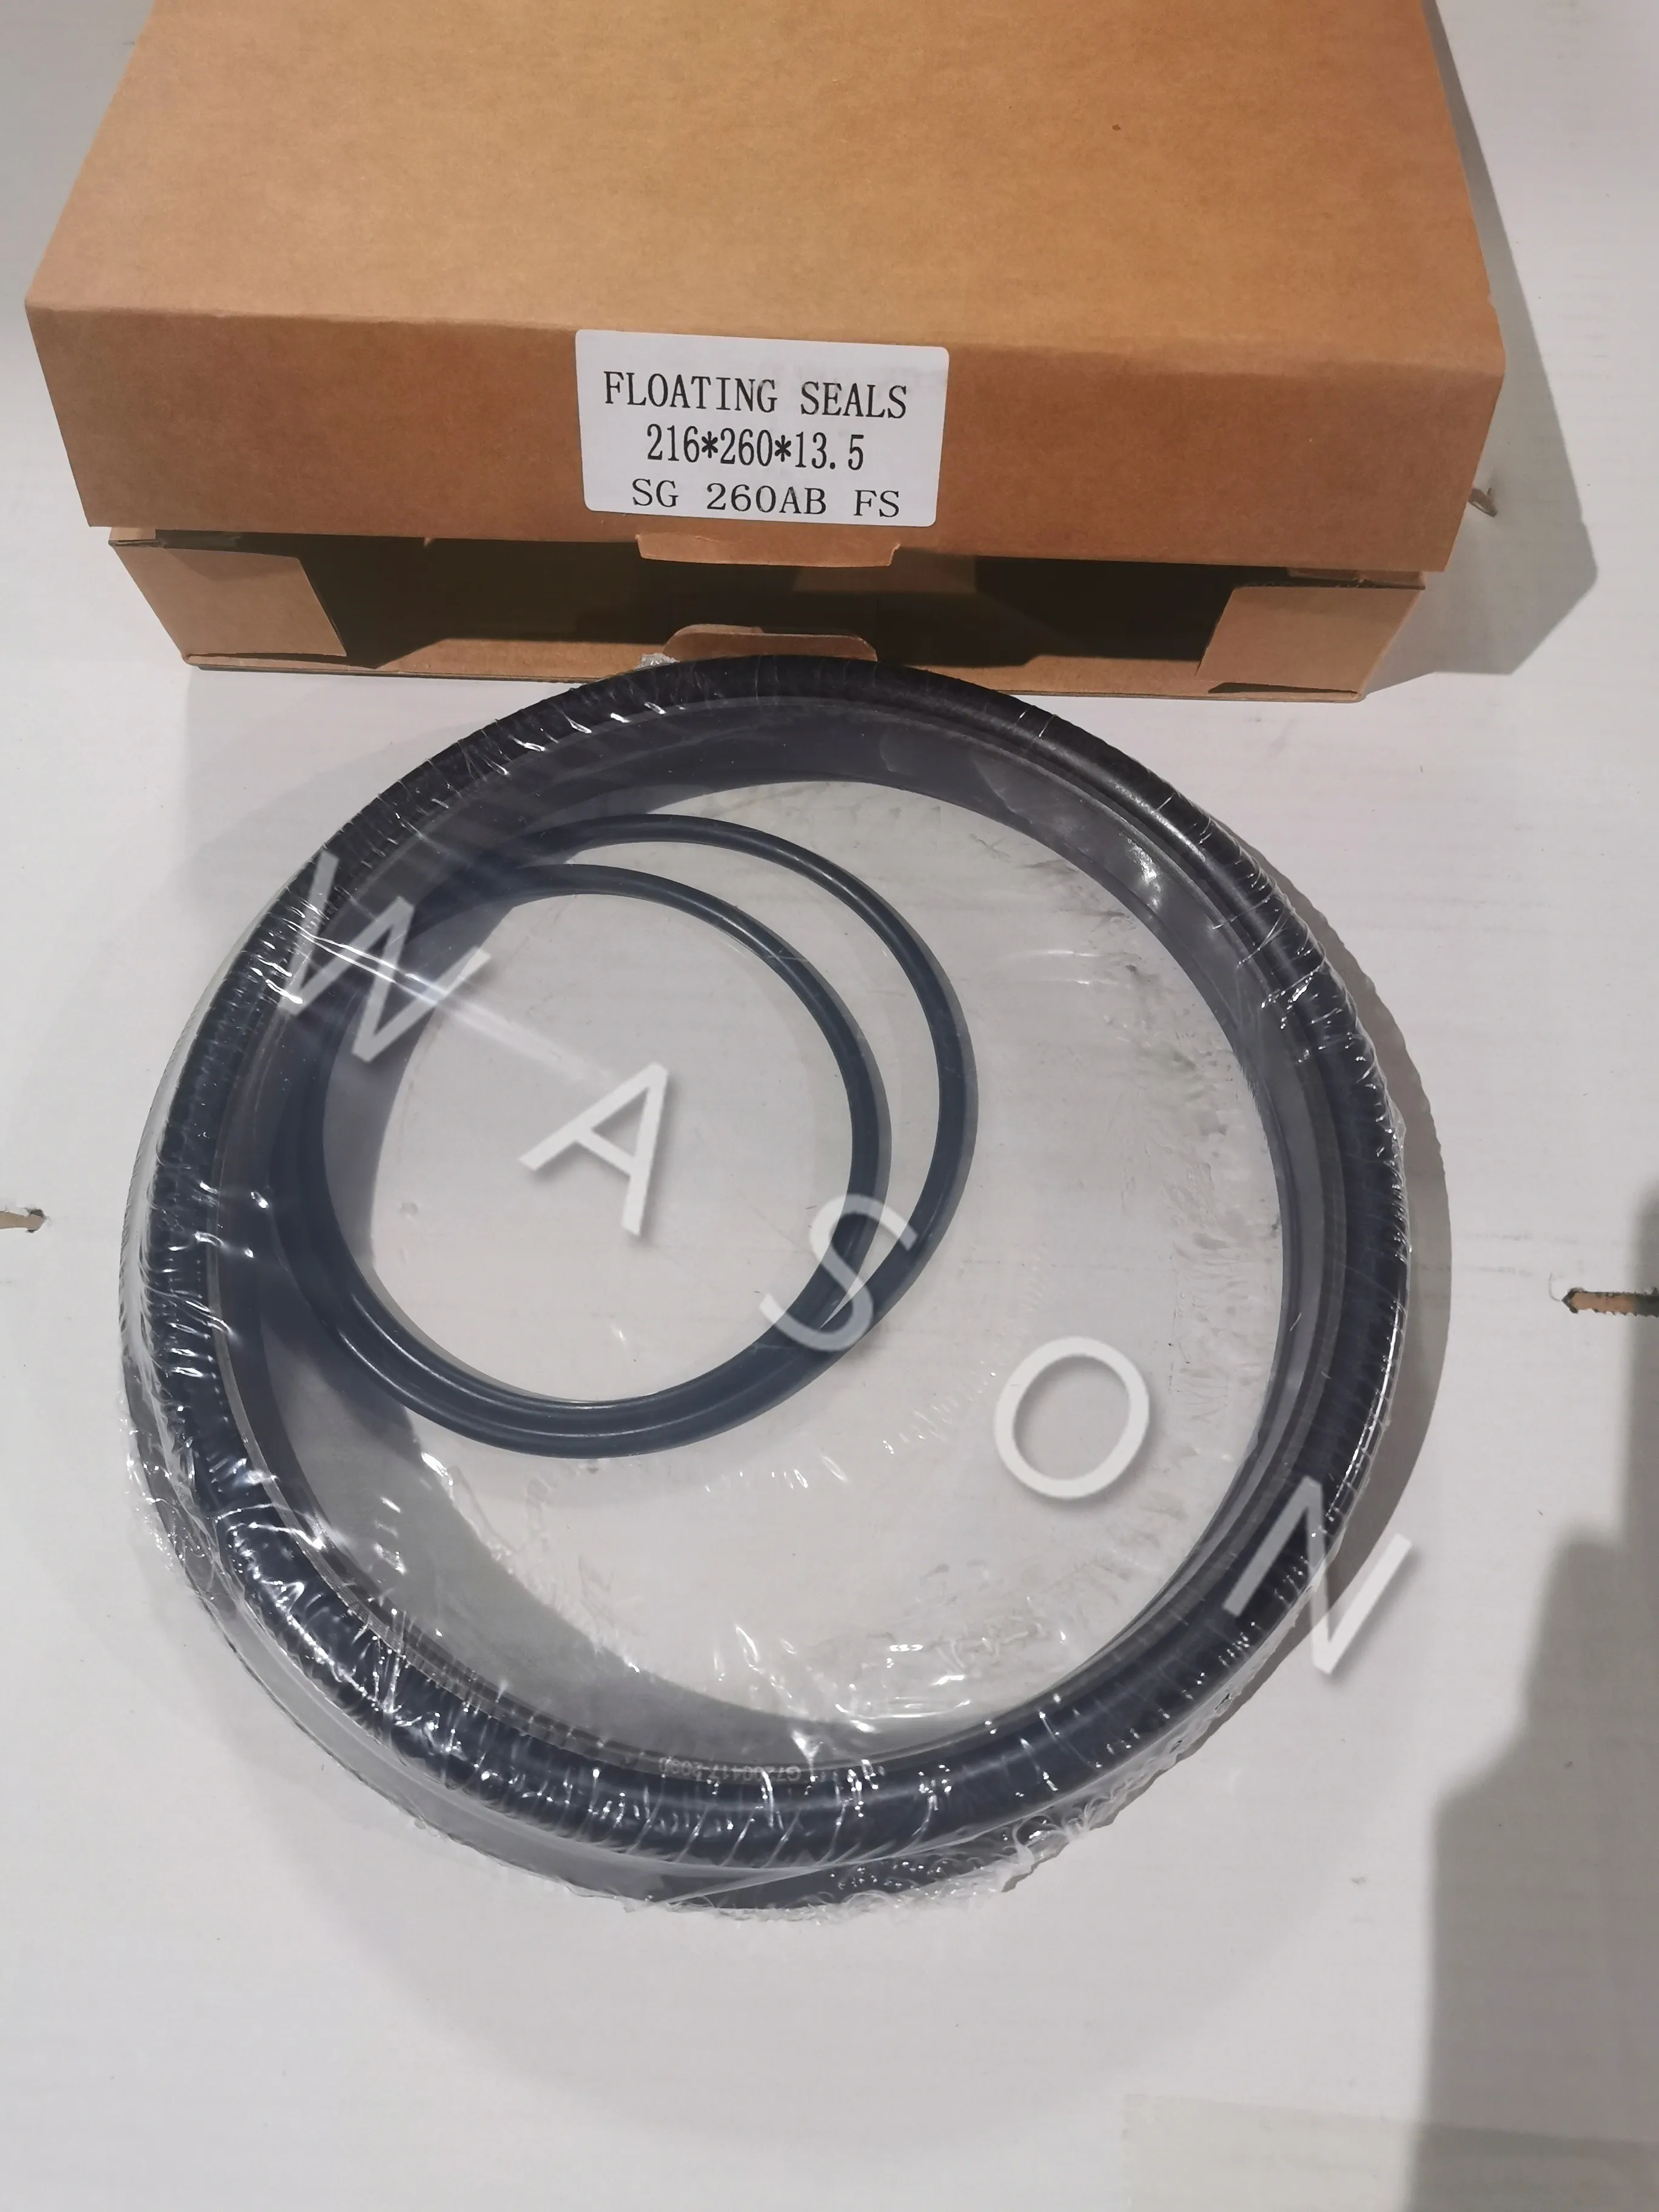 FLOATING SEALS
216*260*13.5
SG 260AB FS
WASON